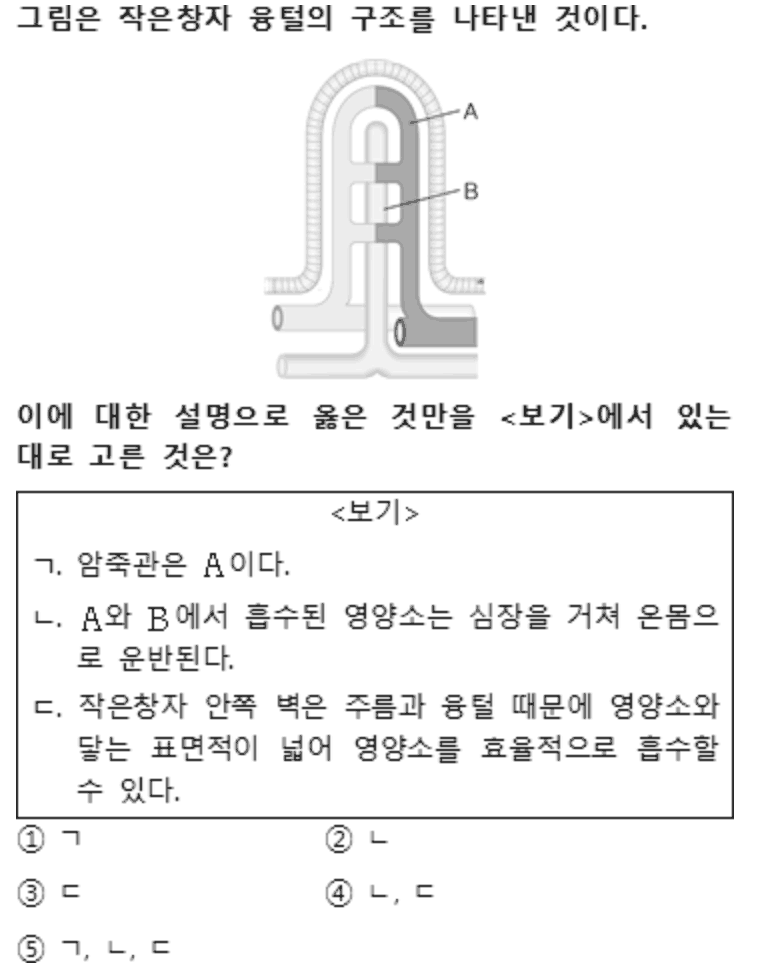 그림은 작은창자 융털의 구조를 나타낸 것이다.
A
B
이에 대한 설명으로 옳은 것만을 <보기>에서 있는
대로 고른 것은?
<보기>
ㄱ. 암죽관은 A이다.
ㄴ. A와 B에서 흡수된 영양소는 심장을 거쳐 온몸으
로 운반된다.
ㄷ. 작은창자 안쪽 벽은 주름과 융털 때문에 영양소와
닿는 표면적이 넓어 영양소를 효율적으로 흡수할
수 있다.
① ㄱ ② ㄴ
③ ㄷ ④ ㄴ, ㄷ
⑤ ㄱ, ㄴ, ㄷ